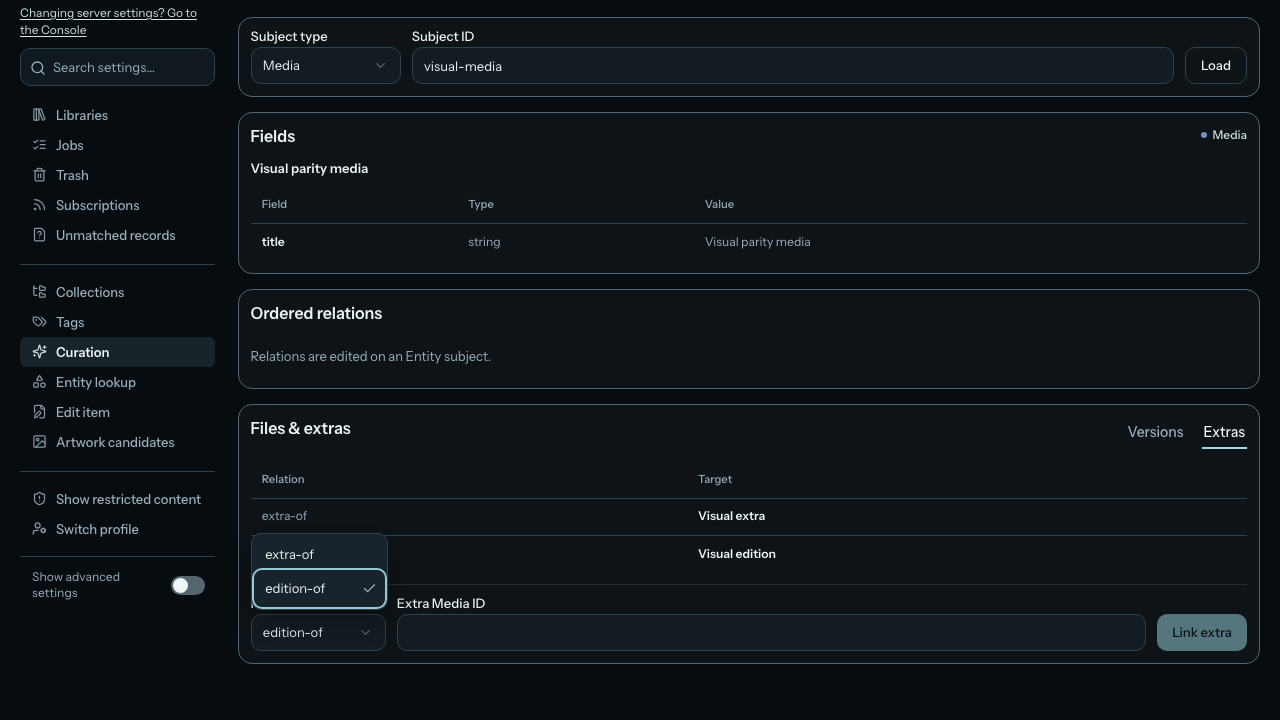 Changing server settings? Go to
the Console
Search settings...
Libraries
Jobs
Trash
Subscriptions
Unmatched records
Collections
Tags
Curation
Entity lookup
Edit item
Artwork candidates
Show restricted content
Switch profile
Show advanced
settings
Subject type
Subject ID
Media
visual-media
Load
Fields
Media
Visual parity media
Field
Type
Value
title
string
Visual parity media
Ordered relations
Relations are edited on an Entity subject.
Files & extras
Versions
Extras
Relation
Target
extra-of
Visual extra
Visual edition
extra-of
edition-of
Extra Media ID
edition-of
Link extra